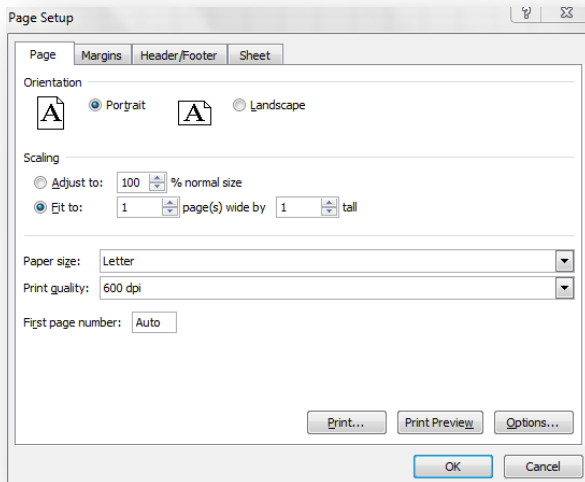 Page Setup
Page Margins Header/Footer Sheet
Orientation
A Portrait A Landscape
Scaling
Adjust to: 100 % normal size
Fit to: 1 page(s) wide by 1 tall
Paper size: Letter
Print quality: 600 dpi
First page number: Auto
Print... Print Preview Options...
OK Cancel